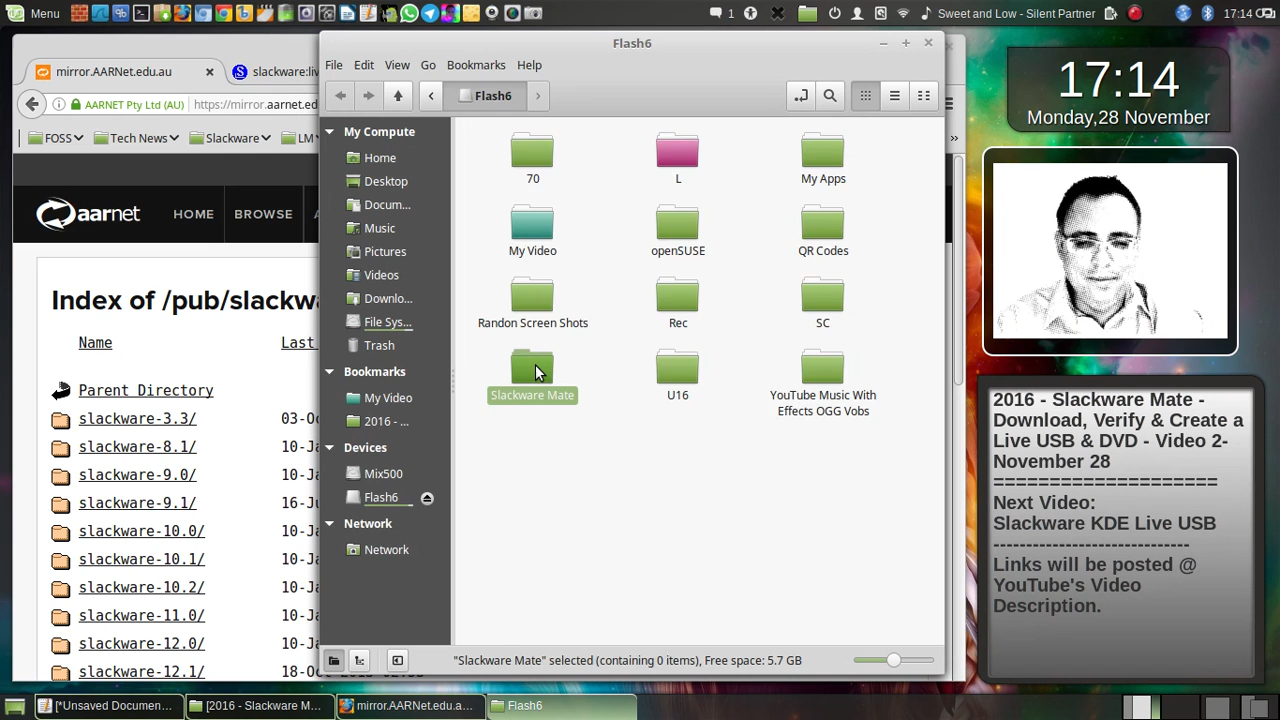 Menu
1
Sweet and Low - Silent Partner
17:14
mirror.AARNet.edu.au
slackware:liv
AARNET Pty Ltd (AU)
https://mirror.aarnet.ed
FOSS
Tech News
Slackware
LM
»
aarnet
HOME
BROWSE
A
Index of /pub/slackwa
Name
Last
Parent Directory
slackware-3.3/
03-Oc
slackware-8.1/
10-Ja
slackware-9.0/
10-Ja
slackware-9.1/
16-Ju
slackware-10.0/
10-Ja
slackware-10.1/
10-Ja
slackware-10.2/
10-Ja
slackware-11.0/
10-Ja
slackware-12.0/
10-Ja
slackware-12.1/
Flash6
File
Edit
View
Go
Bookmarks
Help
Flash6
My Computer
Home
Desktop
Docum...
Music
Pictures
Videos
Downlo...
File Sys...
Trash
Bookmarks
My Video
2016 - ...
Devices
Mix500
Flash6
Network
Network
70
L
My Apps
My Video
openSUSE
QR Codes
Randon Screen Shots
Rec
SC
Slackware Mate
U16
YouTube Music With
Effects OGG Vobs
"Slackware Mate" selected (containing 0 items), Free space: 5.7 GB
17:14
Monday,28 November
2016 - Slackware Mate -
Download, Verify & Create a
Live USB & DVD - Video 2-
November 28
=====================
Next Video:
Slackware KDE Live USB
----------------------------
Links will be posted @
YouTube's Video
Description.
[*Unsaved Documen...
[2016 - Slackware M...
mirror.AARNet.edu.a...
Flash6